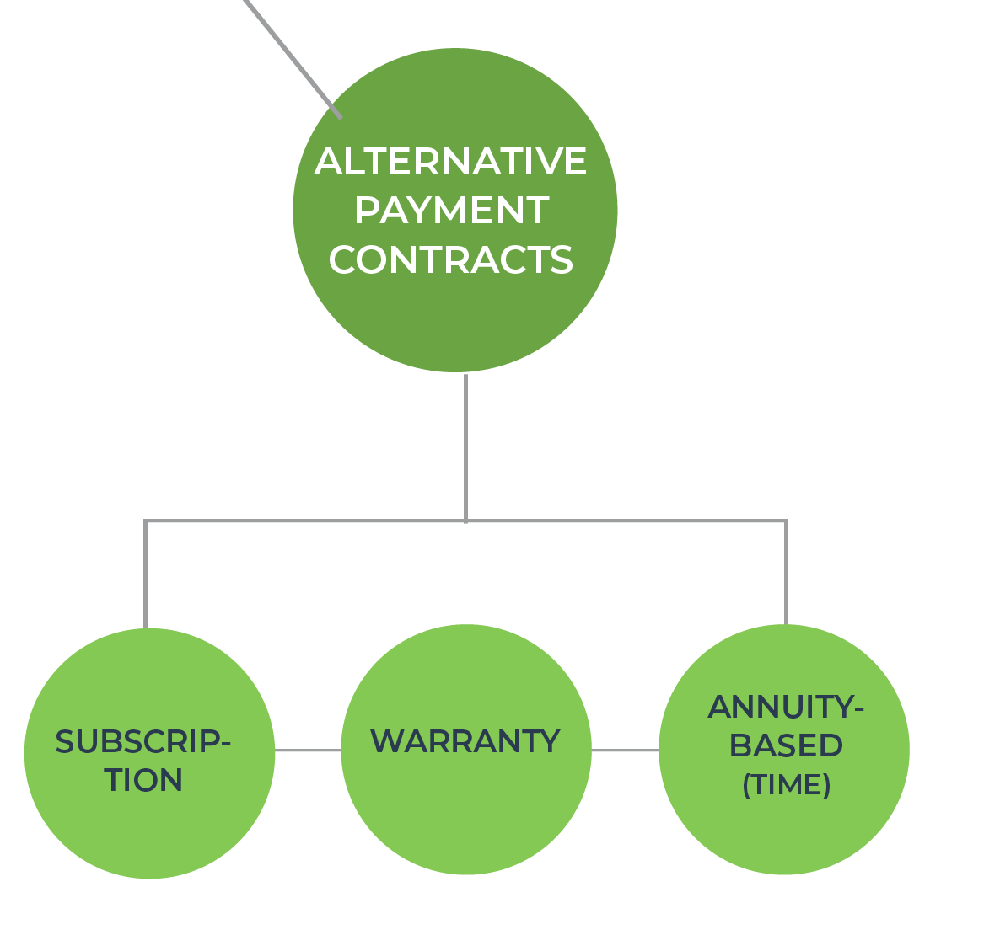 ALTERNATIVE
PAYMENT
CONTRACTS
SUBSCRIP-
TION
WARRANTY
ANNUITY-
BASED
(TIME)